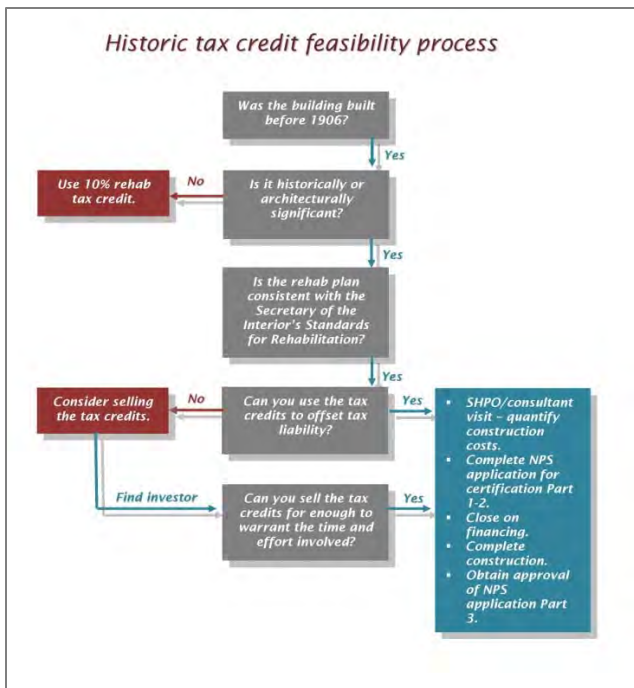 Historic tax credit feasibility process
Was the building built
before 1906?
Yes
Use 10% rehab
tax credit.
No
Is it historically or
architecturally
significant?
Yes
Is the rehab plan
consistent with the
Secretary of the
Interior's Standards
for Rehabilitation?
Yes
Consider selling
the tax credits.
No
Can you use the tax
credits to offset tax
liability?
Yes
Find investor
Can you sell the tax
credits for enough to
warrant the time and
effort involved?
Yes
▪ SHPO/consultant
visit – quantify
construction
costs.
▪ Complete NPS
application for
certification Part
1-2.
▪ Close on
financing.
▪ Complete
construction.
▪ Obtain approval
of NPS
application Part
3.